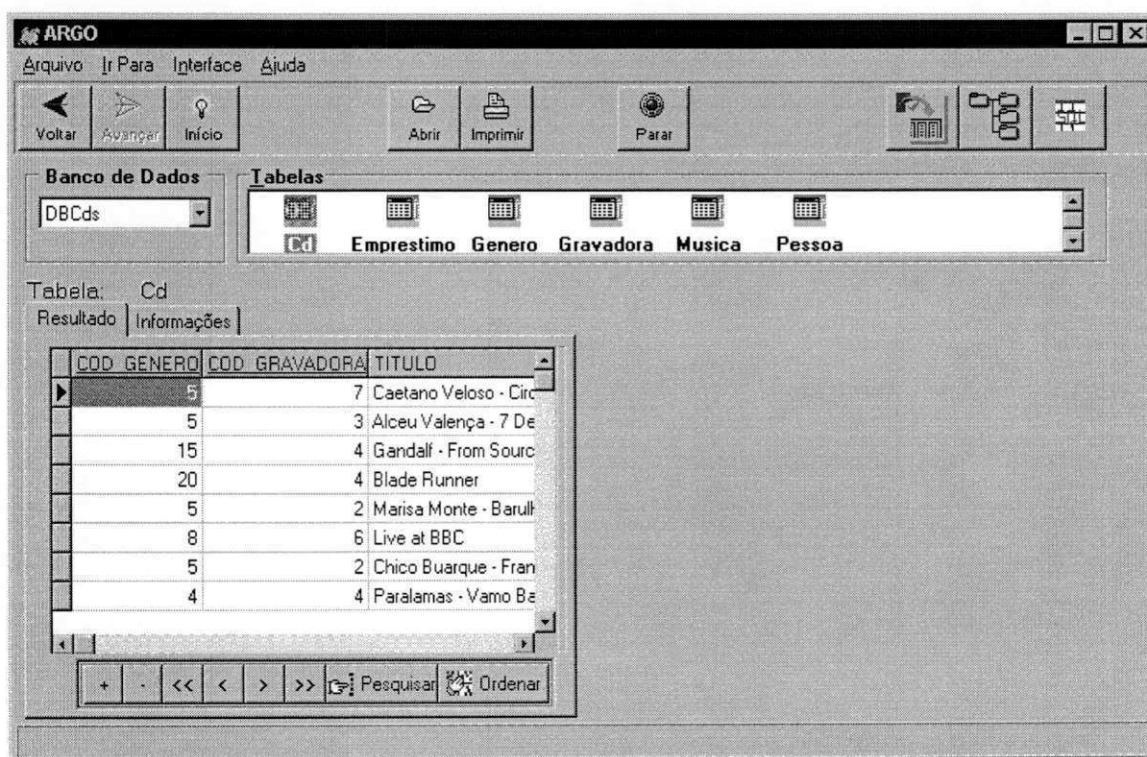 ARGO
Arquivo Ir Para Interface Ajuda
Voltar Avançar Início Abrir Imprimir Parar SQL
Banco de Dados Tabelas
DBCds
Cd Emprestimo Genero Gravadora Musica Pessoa
Tabela: Cd
Resultado Informações
COD_GENERO COD_GRAVADORA TITULO
5 7 Caetano Veloso - Circ
5 3 Alceu Valença - 7 De
15 4 Gandalf - From Sourc
20 4 Blade Runner
5 2 Marisa Monte - Barulh
8 6 Live at BBC
5 2 Chico Buarque - Fran
4 4 Paralamas - Vamo Ba
+ - << < > >> Pesquisar Ordenar